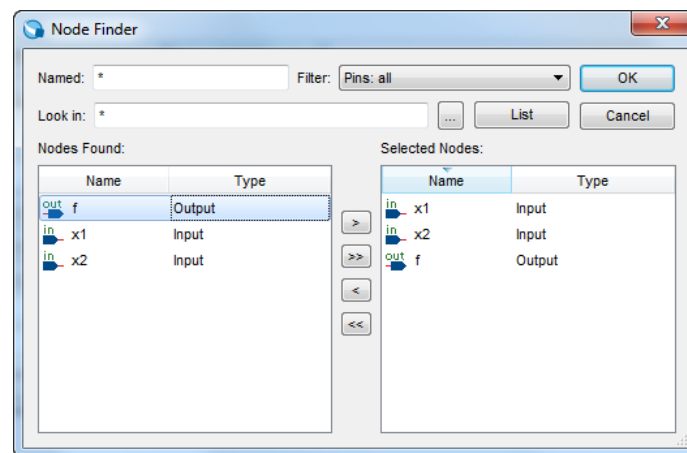 Node Finder
Named: * Filter: Pins: all OK
Look in: * ... List Cancel
Nodes Found: Selected Nodes:
Name Type Name Type
out f Output in x1 Input
in x1 Input > in x2 Input
in x2 Input >> out f Output
<
<<